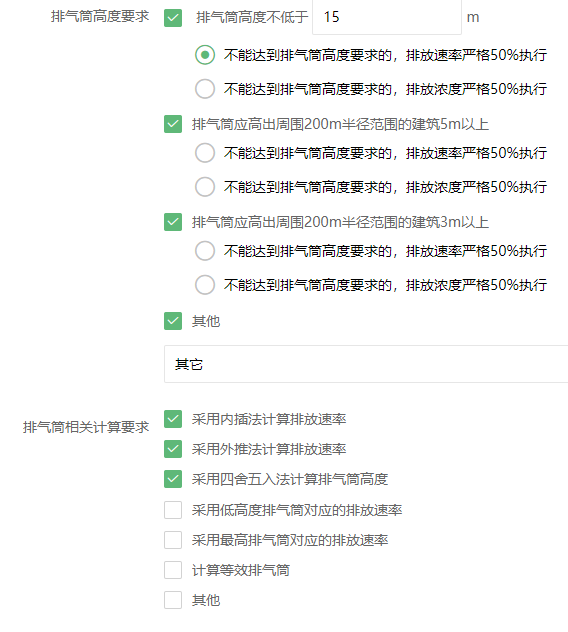 排气筒高度要求 排气筒高度不低于 15 m
不能达到排气筒高度要求的，排放速率严格50%执行
不能达到排气筒高度要求的，排放浓度严格50%执行
排气筒应高出周围200m半径范围的建筑5m以上
不能达到排气筒高度要求的，排放速率严格50%执行
不能达到排气筒高度要求的，排放浓度严格50%执行
排气筒应高出周围200m半径范围的建筑3m以上
不能达到排气筒高度要求的，排放速率严格50%执行
不能达到排气筒高度要求的，排放浓度严格50%执行
其他
其它
排气筒相关计算要求 采用内插法计算排放速率
采用外推法计算排放速率
采用四舍五入法计算排气筒高度
采用低高度排气筒对应的排放速率
采用最高排气筒对应的排放速率
计算等效排气筒
其他